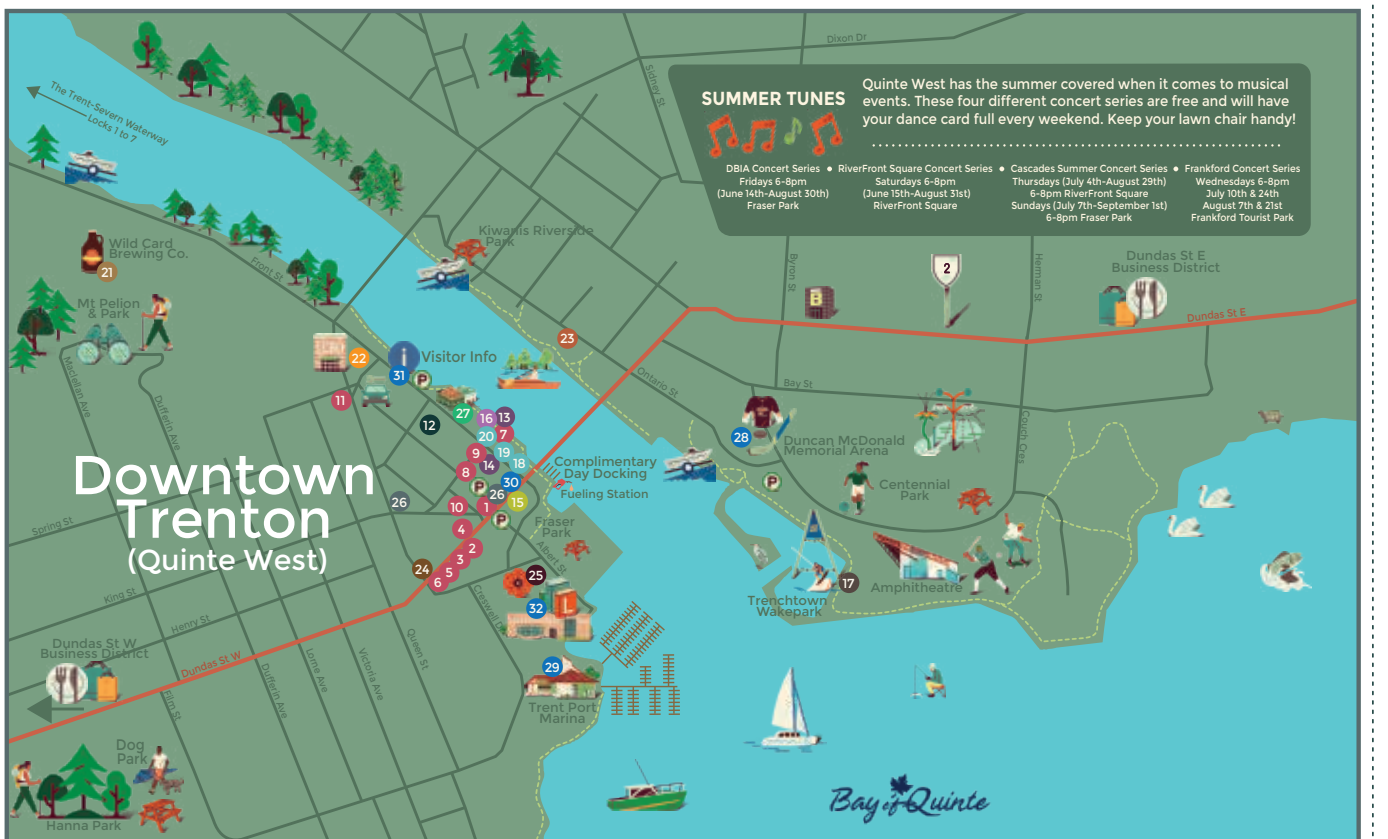 Dixon Dr
Sidney St
The Trent-Severn Waterway
Locks 1 to 7
SUMMER TUNES
Quinte West has the summer covered when it comes to musical
events. These four different concert series are free and will have
your dance card full every weekend. Keep your lawn chair handy!
DBIA Concert Series
Fridays 6-8pm
(June 14th-August 30th)
Fraser Park
• RiverFront Square Concert Series
Saturdays 6-8pm
(June 15th-August 31st)
RiverFront Square
• Cascades Summer Concert Series
Thursdays (July 4th-August 29th)
6-8pm RiverFront Square
Sundays (July 7th-September 1st)
6-8pm Fraser Park
• Frankford Concert Series
Wednesdays 6-8pm
July 10th & 24th
August 7th & 21st
Frankford Tourist Park
Wild Card
Brewing Co.
21
Front St
Kiwanis Riverside
Park
Byron St
B
2
Herman St
Dundas St E
Business District
Dundas St E
Mt Pelion
& Park
Maclellan Ave
Dufferin Ave
22
i
Visitor Info
31
P
23
Ontario St
Bay St
Couch Cres
11
12
27
16
13
20
7
9
19
14
18
8
P
30
26
15
10
1
P
26
4
2
3
5
6
24
28
Duncan McDonald
Memorial Arena
P
Centennial
Park
Complimentary
Day Docking
Fueling Station
Downtown
Trenton
(Quinte West)
Spring St
King St
Henry St
Fraser
Park
Albert St
25
32
Creswell Dr
Trenchtown
Wakepark
17
Amphitheatre
Dundas St W
Business District
Dundas St W
Film St
Dufferin Ave
Lorne Ave
Victoria Ave
Queen St
29
Trent Port
Marina
Dog
Park
Hanna Park
Bay of Quinte